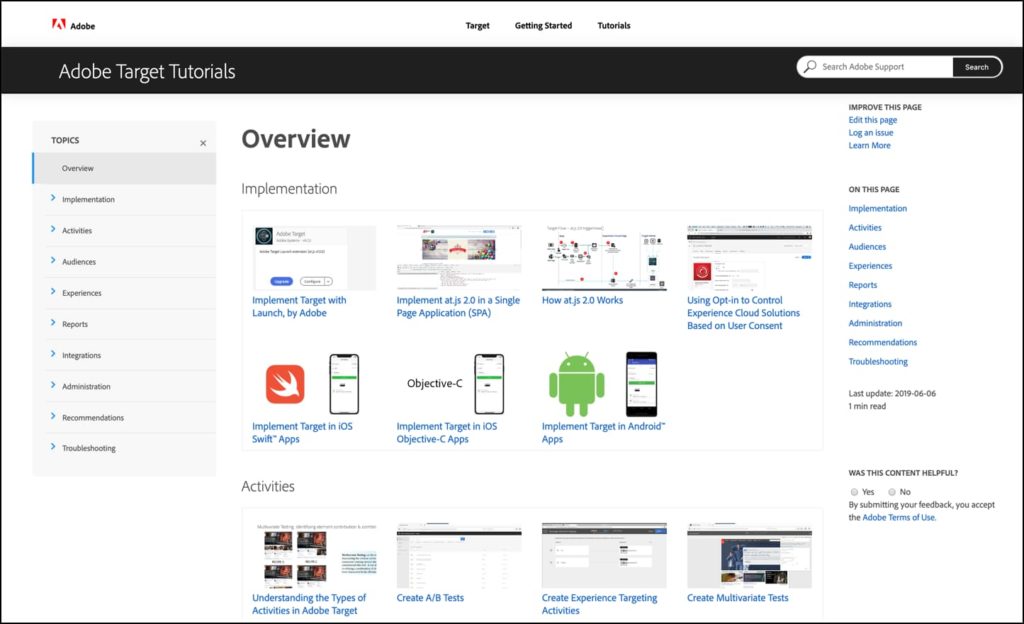 Adobe
Target
Getting Started
Tutorials
Adobe Target Tutorials
Search Adobe Support
Search
TOPICS
Overview
Implementation
Activities
Audiences
Experiences
Reports
Integrations
Administration
Recommendations
Troubleshooting
Overview
Implementation
Adobe Target
Upgrade
Configure
Implement Target with
Launch, by Adobe
Implement at.js 2.0 in a Single
Page Application (SPA)
How at.js 2.0 Works
Using Opt-in to Control
Experience Cloud Solutions
Based on User Consent
Implement Target in iOS
Swift™ Apps
Objective-C
Implement Target in iOS
Objective-C Apps
Implement Target in Android™
Apps
Activities
Understanding the Types of
Activities in Adobe Target
Create A/B Tests
Create Experience Targeting
Activities
Create Multivariate Tests
IMPROVE THIS PAGE
Edit this page
Log an issue
Learn More
ON THIS PAGE
Implementation
Activities
Audiences
Experiences
Reports
Integrations
Administration
Recommendations
Troubleshooting
Last update: 2019-06-06
1 min read
WAS THIS CONTENT HELPFUL?
Yes No
By submitting your feedback, you accept
the Adobe Terms of Use.